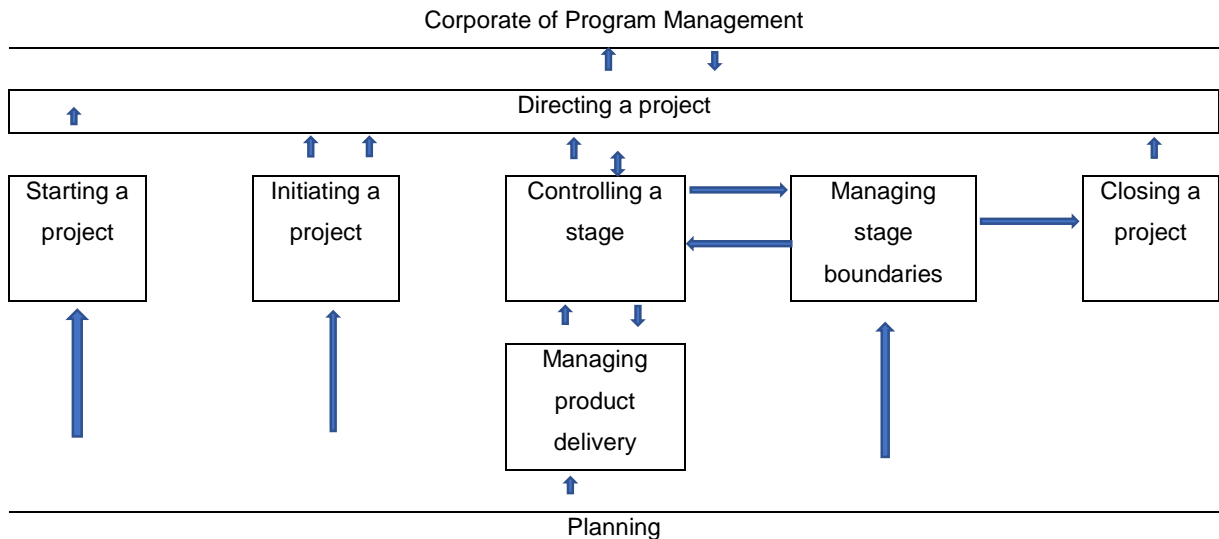 Corporate of Program Management
Directing a project
Starting a
project
Initiating a
project
Controlling a
stage
Managing
stage
boundaries
Closing a
project
Managing
product
delivery
Planning